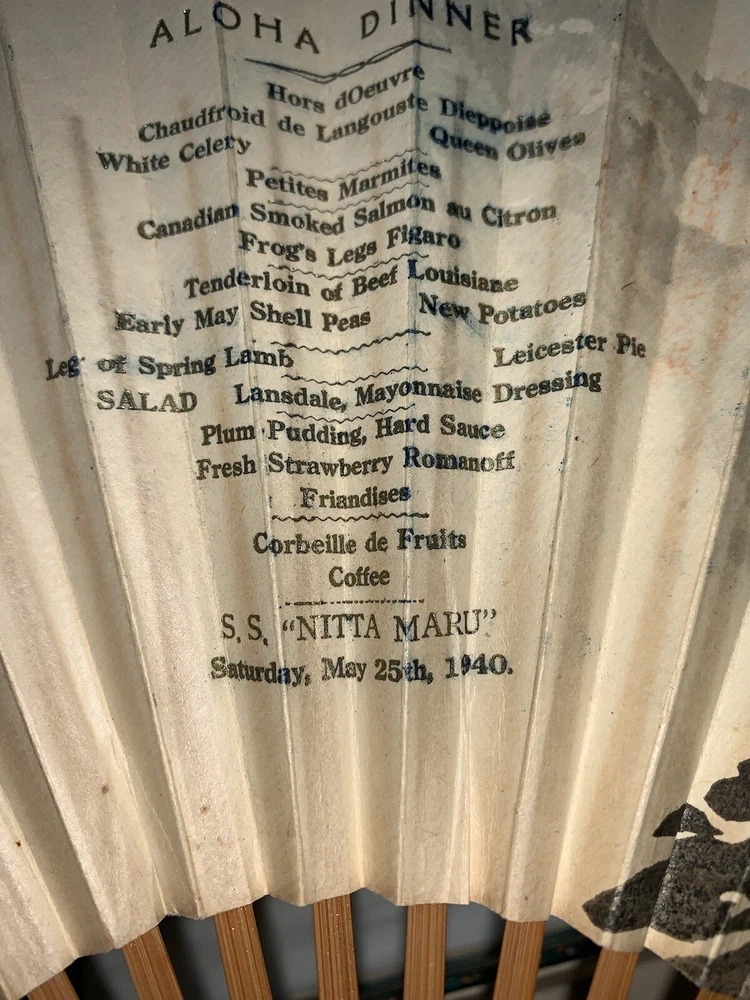 ALOHA DINNER
Hors dOeuvre
Chaudfroid de Langouste Dieppoise
White Celery Queen Olives
Petites Marmites
Canadian Smoked Salmon au Citron
Frog's Legs Figaro
Tenderloin of Beef Louisiane
Early May Shell Peas New Potatoes
Leg of Spring Lamb Leicester Pie
SALAD Lansdale, Mayonnaise Dressing
Plum Pudding, Hard Sauce
Fresh Strawberry Romanoff
Friandises
Corbeille de Fruits
Coffee
S.S. “NITTA MARU”
Saturday, May 25th, 1940.